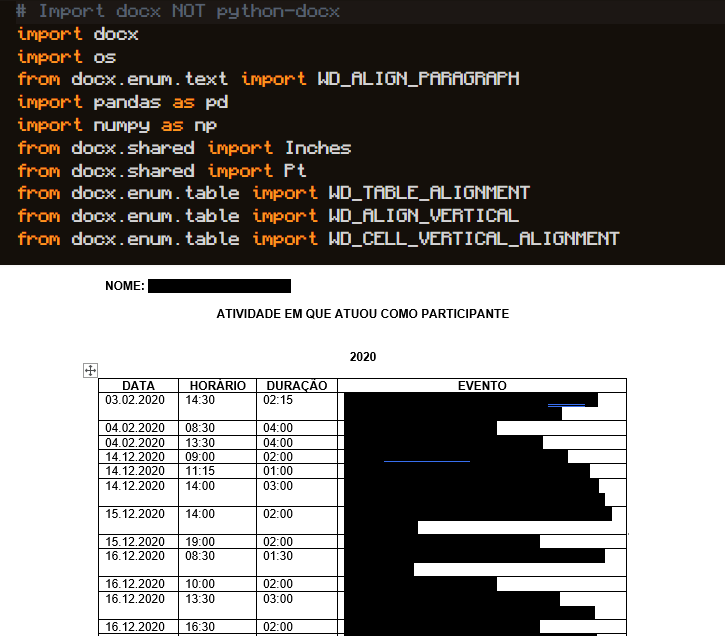 # Import docx NOT python-docx
import docx
import os
from docx.enum.text import WD_ALIGN_PARAGRAPH
import pandas as pd
import numpy as np
from docx.shared import Inches
from docx.shared import Pt
from docx.enum.table import WD_TABLE_ALIGNMENT
from docx.enum.table import WD_ALIGN_VERTICAL
from docx.enum.table import WD_CELL_VERTICAL_ALIGNMENT
NOME:
ATIVIDADE EM QUE ATUOU COMO PARTICIPANTE
2020
DATA HORÁRIO DURAÇÃO EVENTO
03.02.2020 14:30 02:15
04.02.2020 08:30 04:00
04.02.2020 13:30 04:00
14.12.2020 09:00 02:00
14.12.2020 11:15 01:00
14.12.2020 14:00 03:00
15.12.2020 14:00 02:00
15.12.2020 19:00 02:00
16.12.2020 08:30 01:30
16.12.2020 10:00 02:00
16.12.2020 13:30 03:00
16.12.2020 16:30 02:00